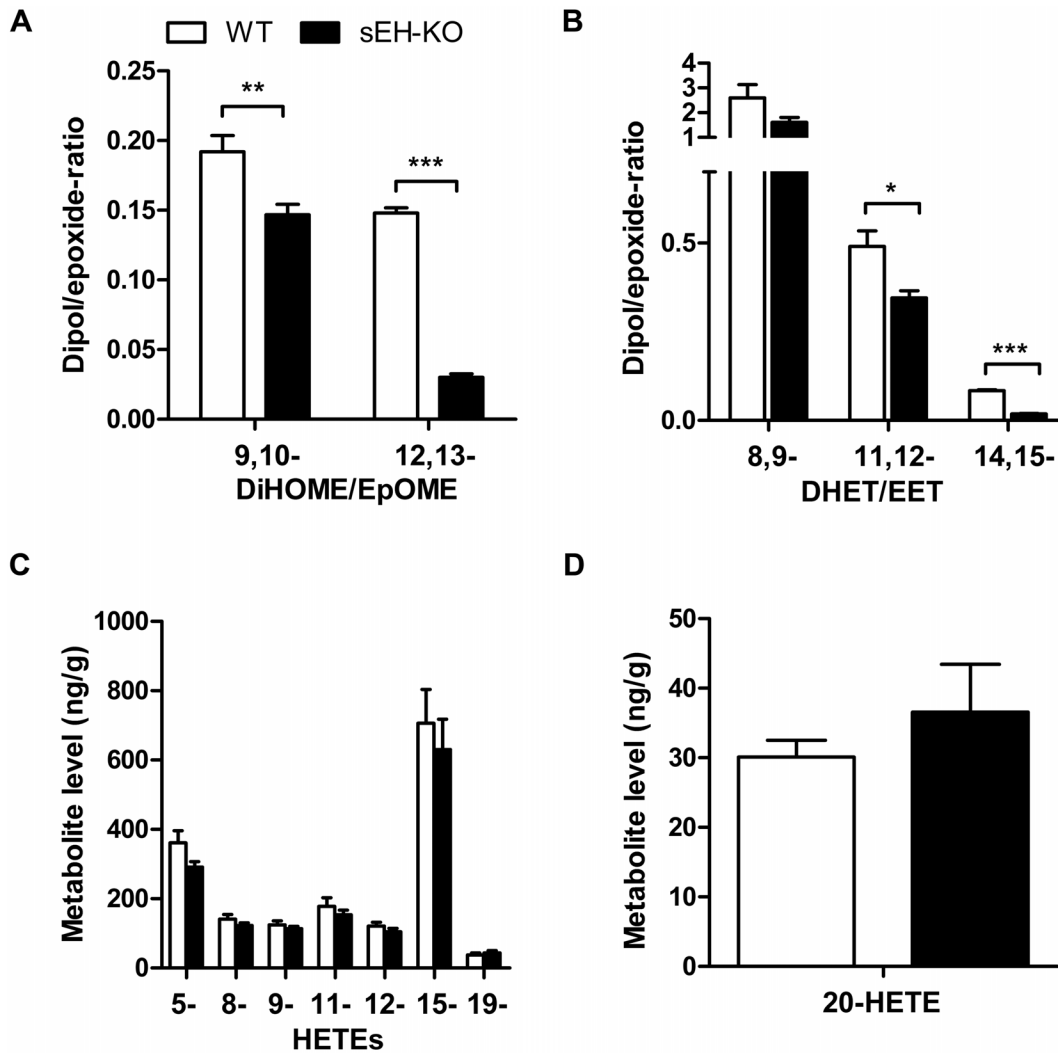 A
WT
sEH-KO
Dipol/epoxide-ratio
0.25
0.20
0.15
0.10
0.05
0.00
**
***
9,10-
12,13-
DiHOME/EpOME
B
Dipol/epoxide-ratio
4
3
2
1
0.5
0.0
*
***
8,9-
11,12-
14,15-
DHET/EET
C
Metabolite level (ng/g)
1000
800
600
400
200
0
5-
8-
9-
11-
12-
15-
19-
HETEs
D
Metabolite level (ng/g)
50
40
30
20
10
0
20-HETE